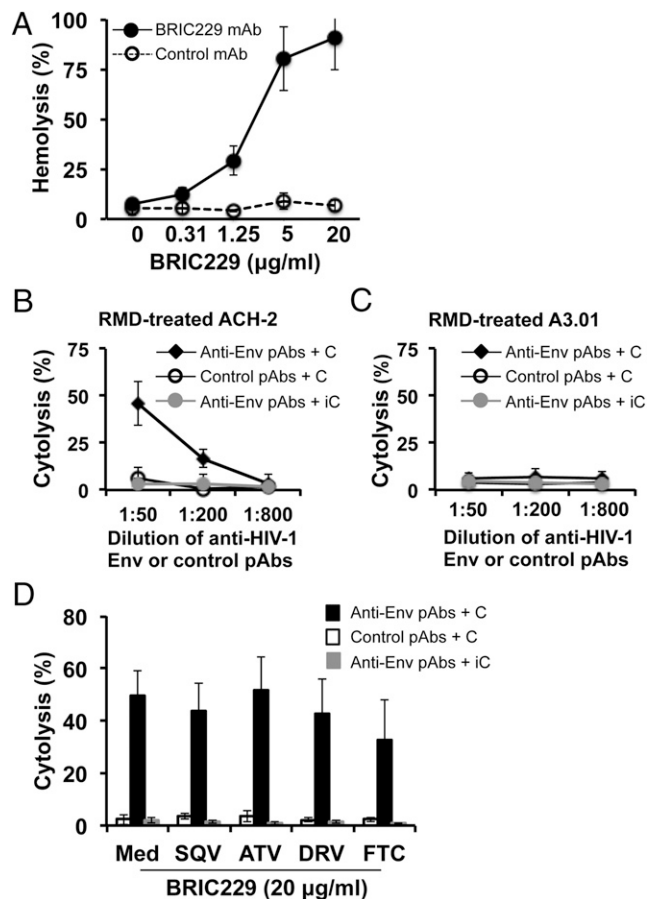 A
Hemolysis (%)
100
75
50
25
0
BRIC229 mAb
Control mAb
0 0.31 1.25 5 20
BRIC229 (µg/ml)
B
RMD-treated ACH-2
Cytolysis (%)
75
50
25
0
Anti-Env pAbs + C
Control pAbs + C
Anti-Env pAbs + iC
1:50 1:200 1:800
Dilution of anti-HIV-1
Env or control pAbs
C
RMD-treated A3.01
Cytolysis (%)
75
50
25
0
Anti-Env pAbs + C
Control pAbs + C
Anti-Env pAbs + iC
1:50 1:200 1:800
Dilution of anti-HIV-1
Env or control pAbs
D
Cytolysis (%)
80
60
40
20
0
Anti-Env pAbs + C
Control pAbs + C
Anti-Env pAbs + iC
Med SQV ATV DRV FTC
BRIC229 (20 µg/ml)